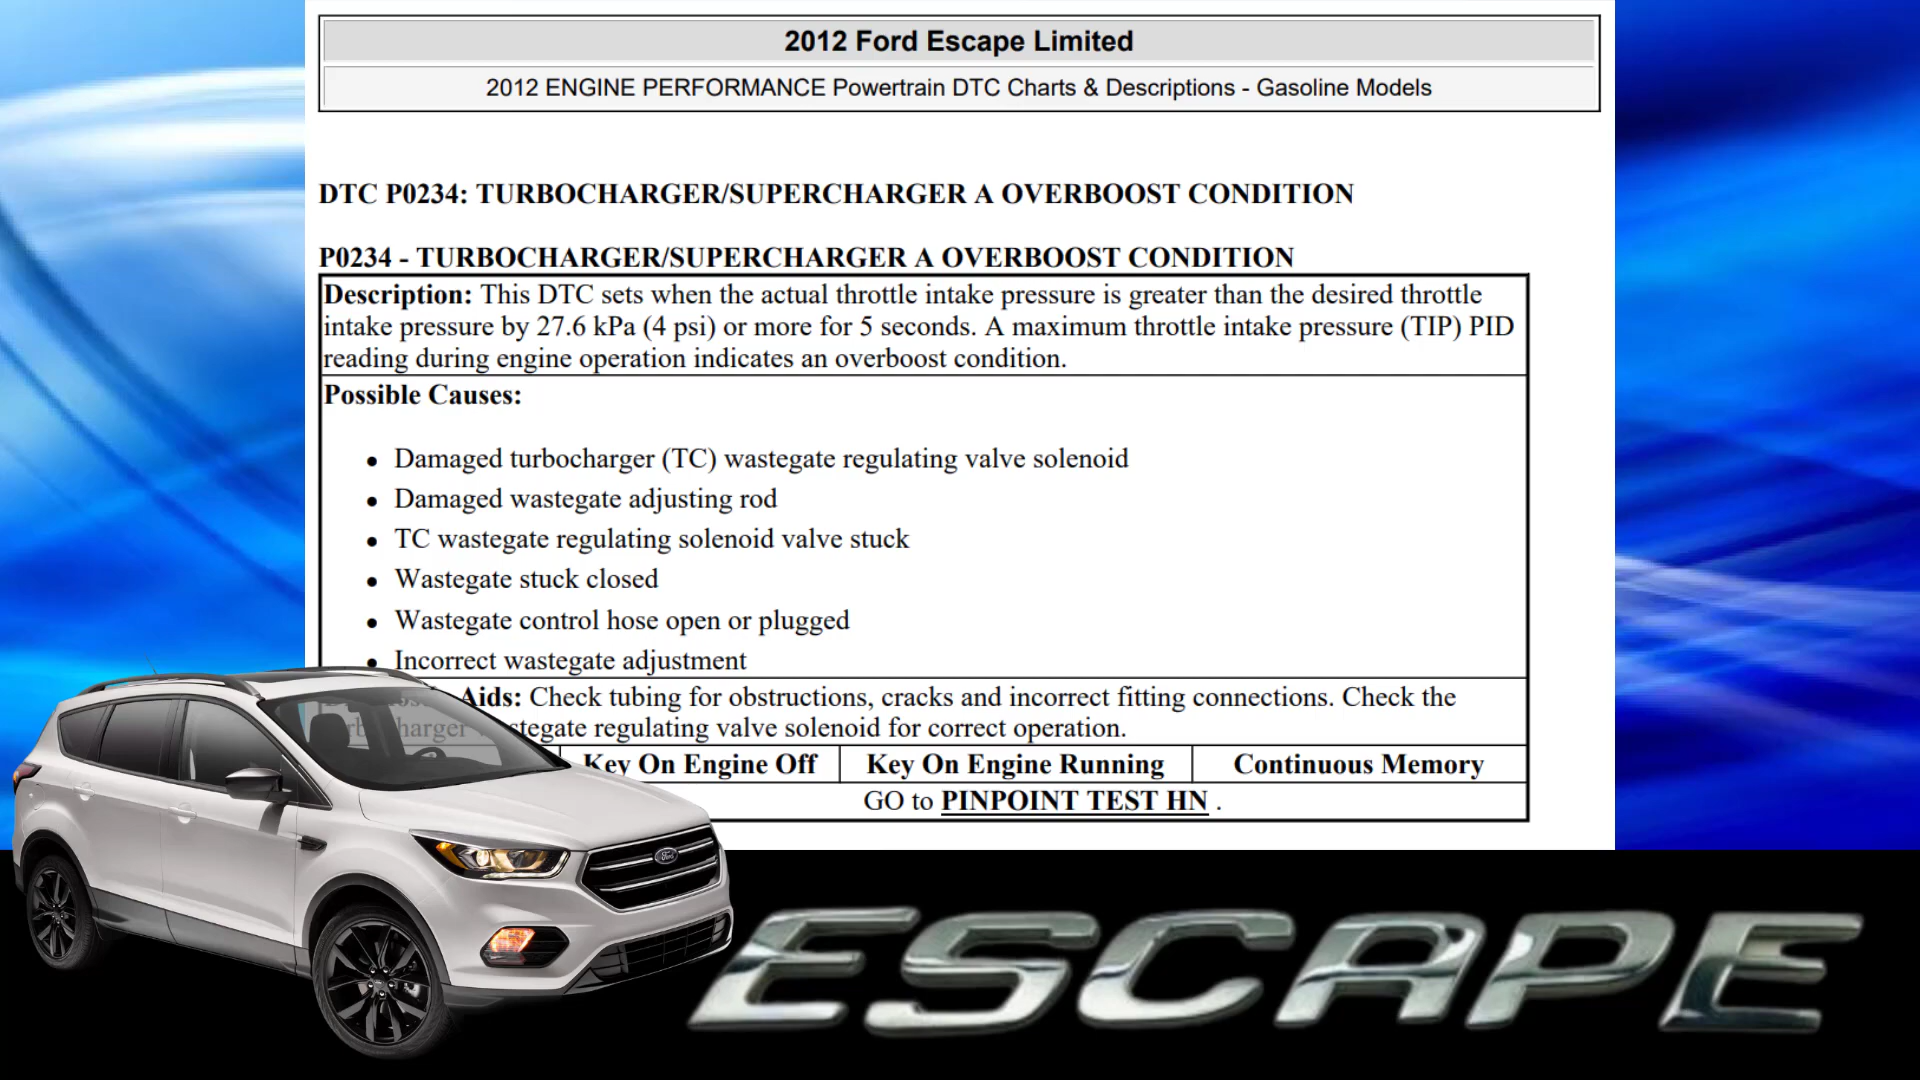 2012 Ford Escape Limited
2012 ENGINE PERFORMANCE Powertrain DTC Charts & Descriptions - Gasoline Models
DTC P0234: TURBOCHARGER/SUPERCHARGER A OVERBOOST CONDITION
P0234 - TURBOCHARGER/SUPERCHARGER A OVERBOOST CONDITION
Description: This DTC sets when the actual throttle intake pressure is greater than the desired throttle
intake pressure by 27.6 kPa (4 psi) or more for 5 seconds. A maximum throttle intake pressure (TIP) PID
reading during engine operation indicates an overboost condition.
Possible Causes:
• Damaged turbocharger (TC) wastegate regulating valve solenoid
• Damaged wastegate adjusting rod
• TC wastegate regulating solenoid valve stuck
• Wastegate stuck closed
• Wastegate control hose open or plugged
• Incorrect wastegate adjustment
Aids: Check tubing for obstructions, cracks and incorrect fitting connections. Check the
regulating valve solenoid for correct operation.
Key On Engine Off Key On Engine Running Continuous Memory
GO to PINPOINT TEST HN .
Ford
ESCAPE